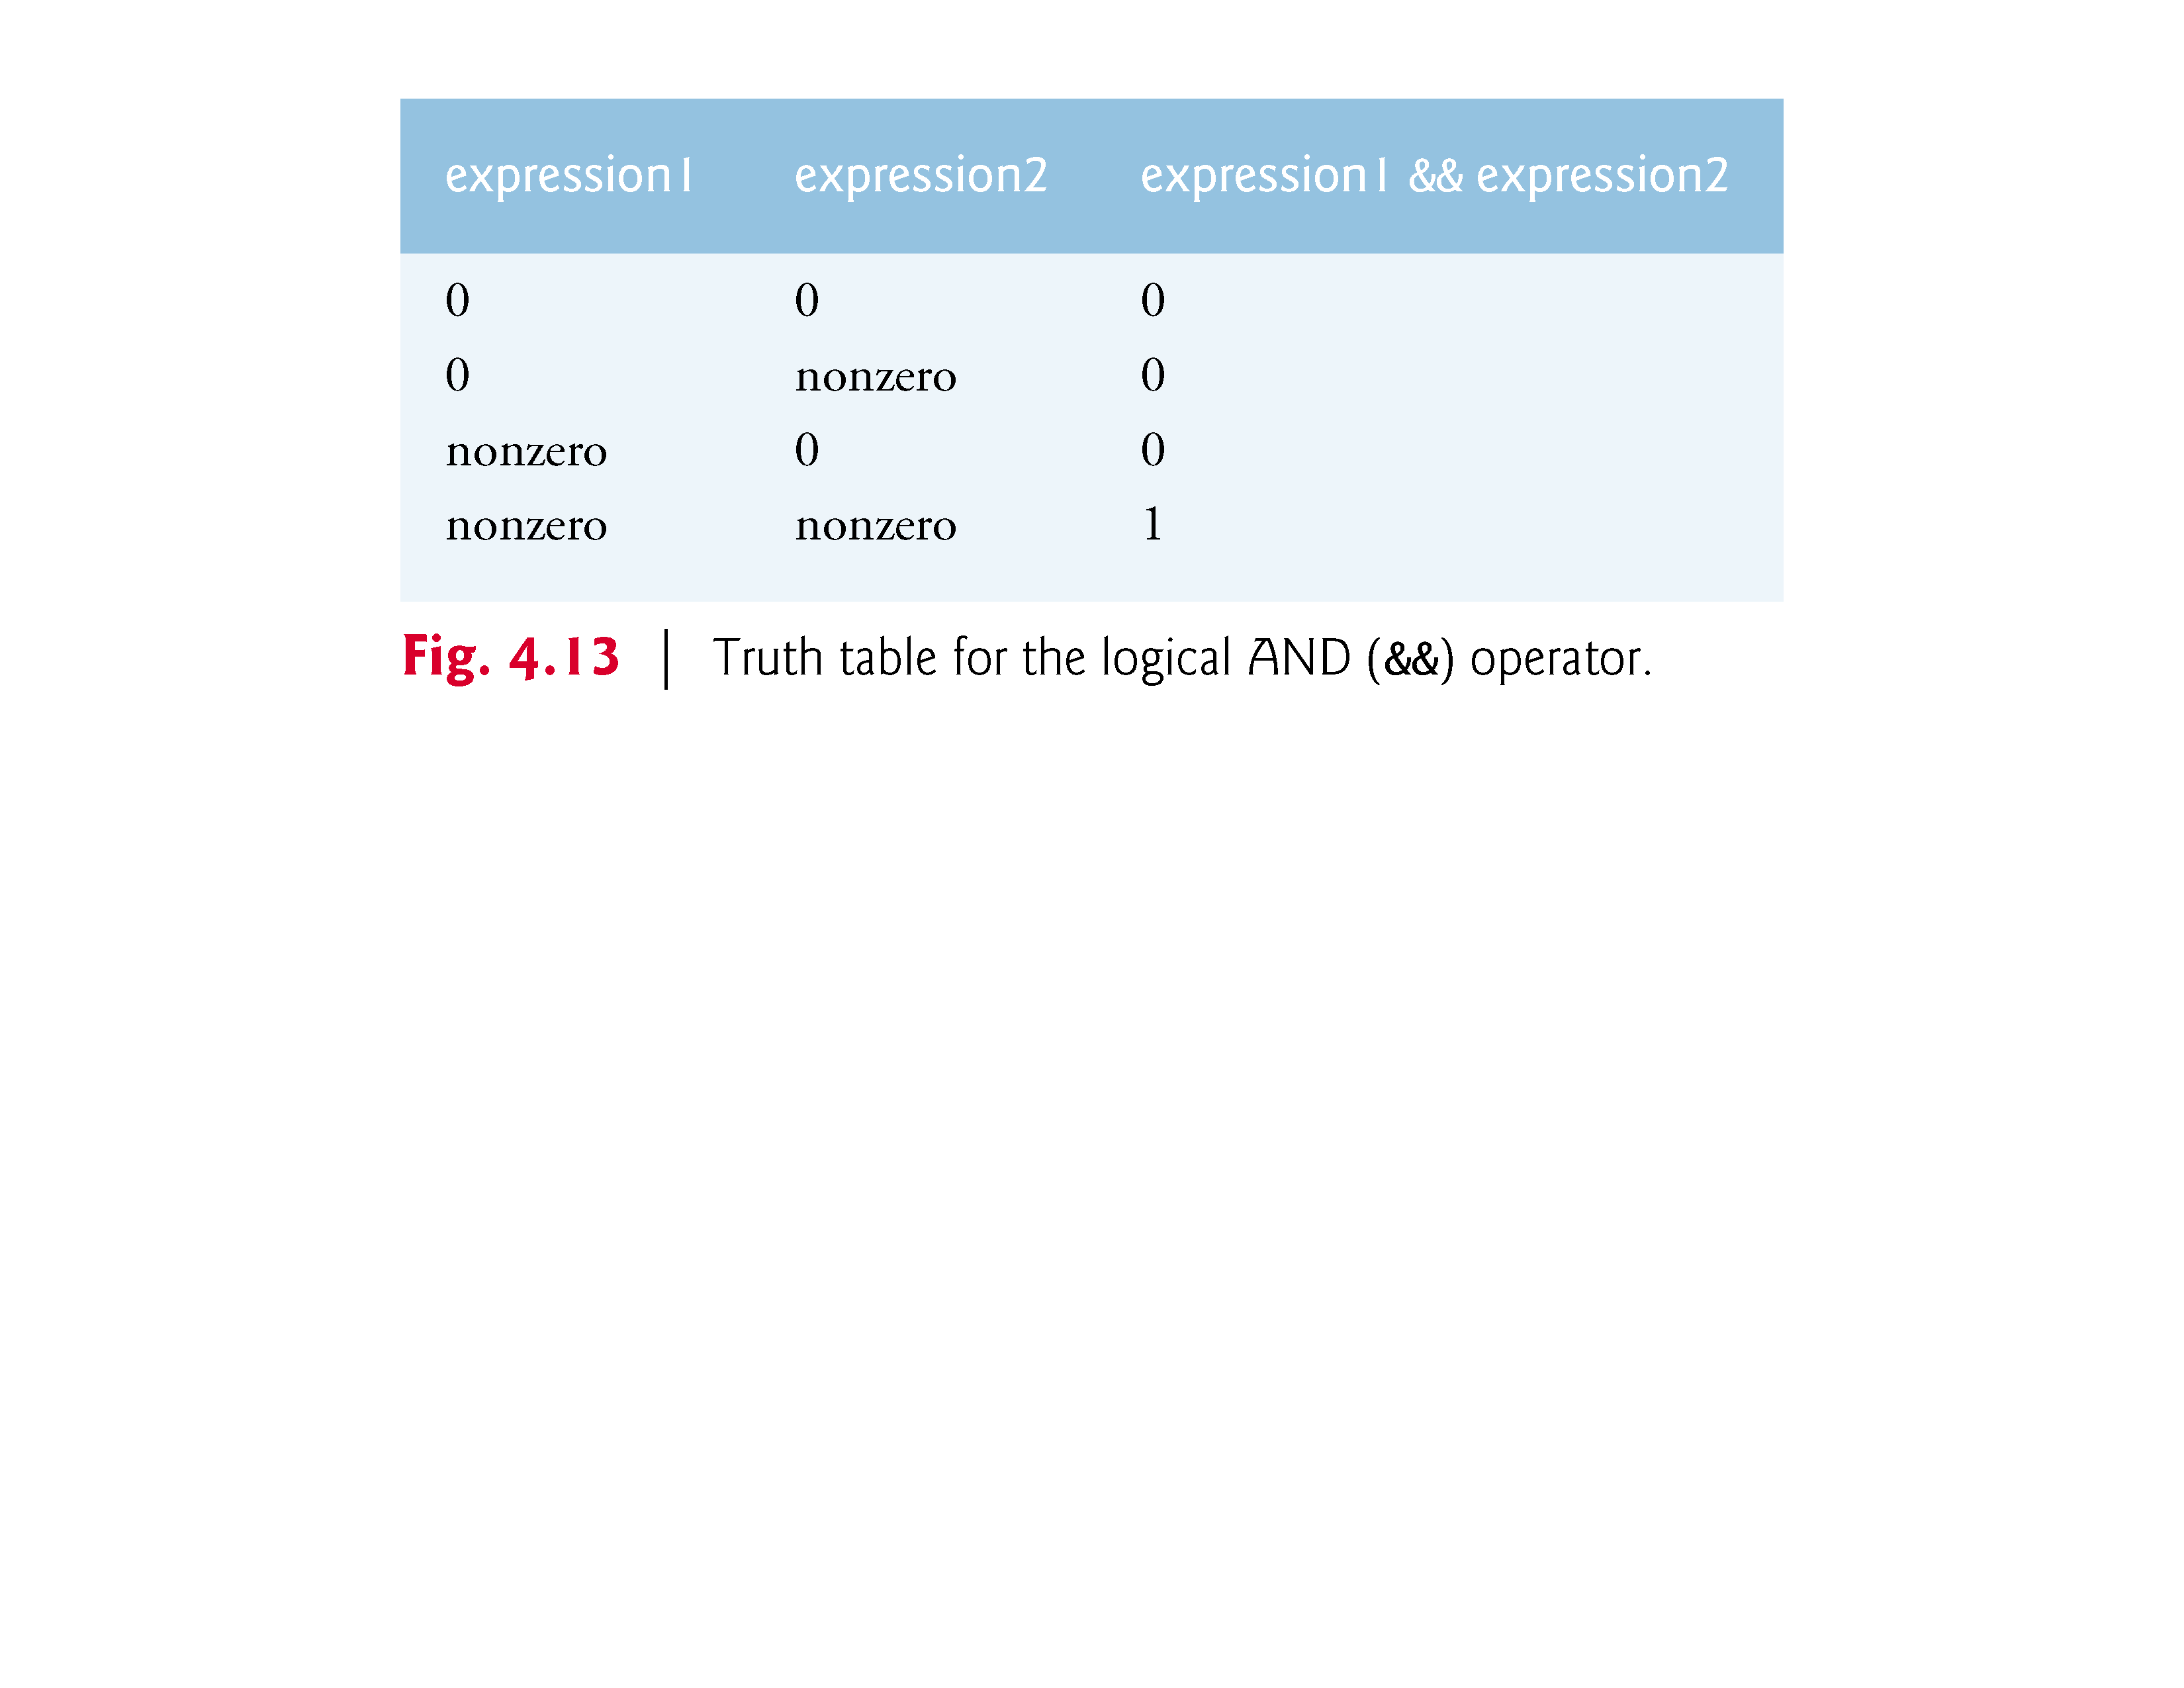 expression1 expression2 expression1 && expression2
0 0 0
0 nonzero 0
nonzero 0 0
nonzero nonzero 1
Fig. 4.13 | Truth table for the logical AND (&&) operator.